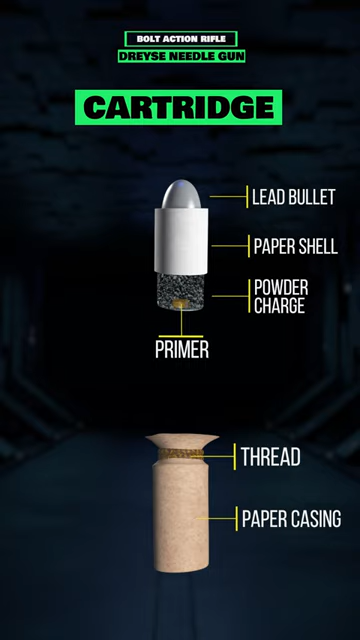 BOLT ACTION RIFLE
DREYSE NEEDLE GUN
CARTRIDGE
LEAD BULLET
PAPER SHELL
POWDER
CHARGE
PRIMER
THREAD
PAPER CASING